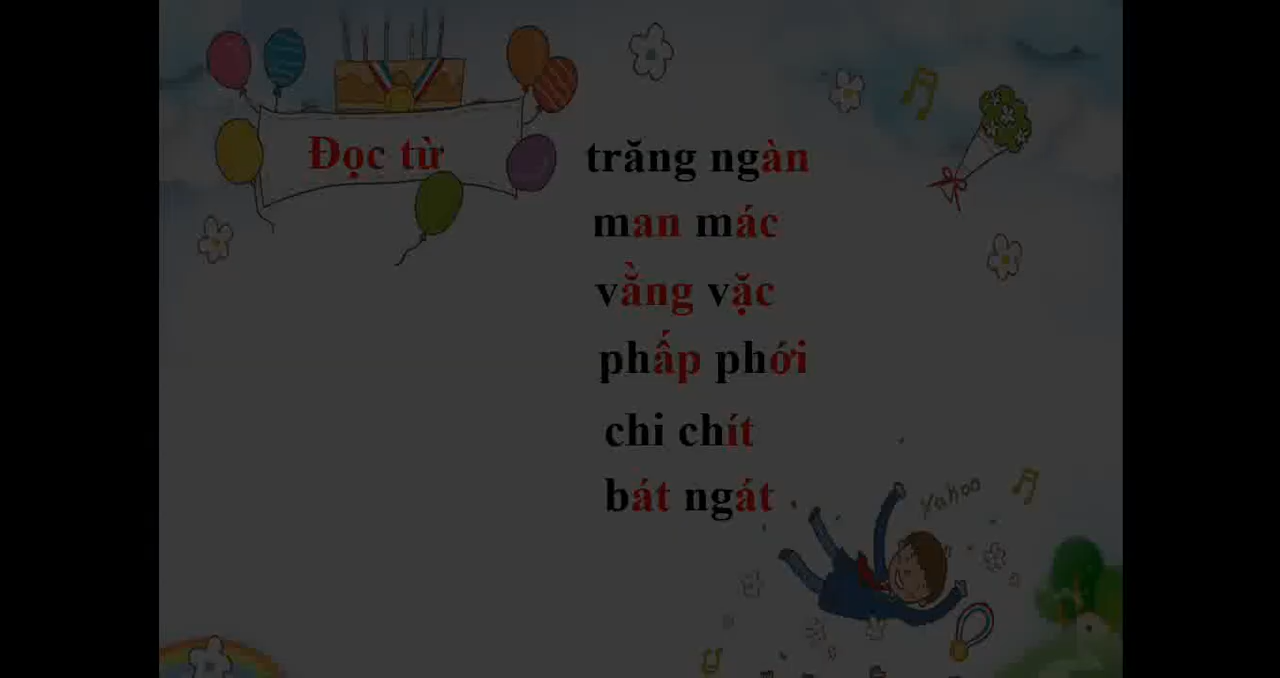 Đọc từ
trăng ngàn
man mác
vằng vặc
phấp phới
chi chít
bát ngát
Yahoo